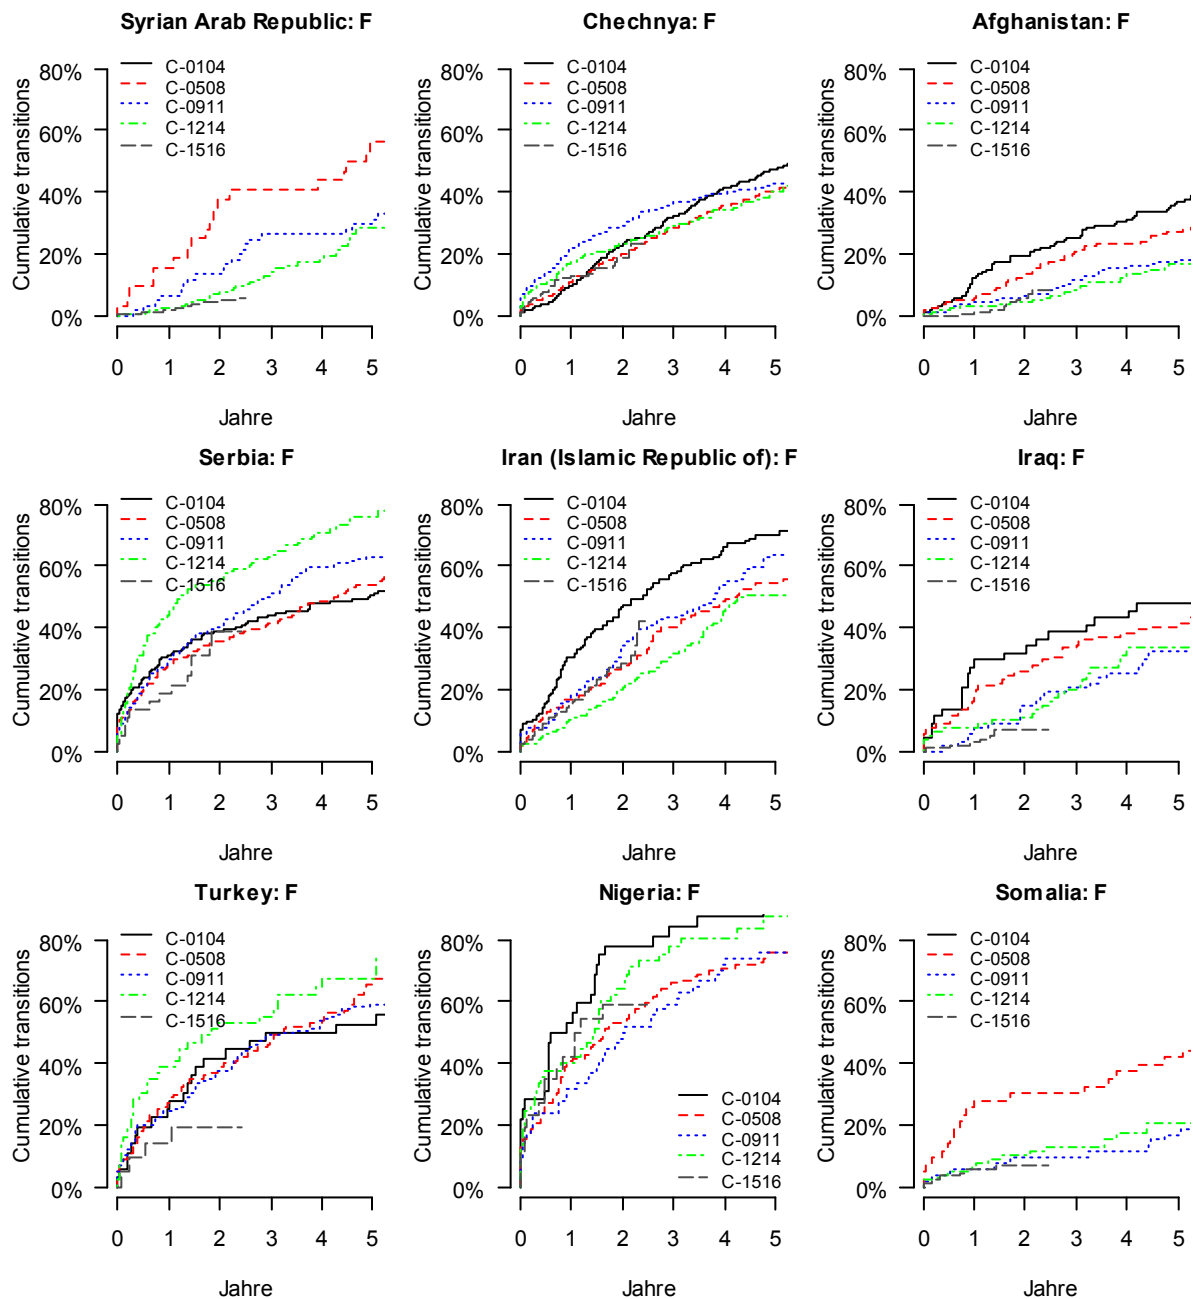 Syrian Arab Republic: F
Cumulative transitions
80%
60%
40%
20%
0%
C-0104
C-0508
C-0911
C-1214
C-1516
0 1 2 3 4 5
Jahre
Chechnya: F
Cumulative transitions
80%
60%
40%
20%
0%
C-0104
C-0508
C-0911
C-1214
C-1516
0 1 2 3 4 5
Jahre
Afghanistan: F
Cumulative transitions
80%
60%
40%
20%
0%
C-0104
C-0508
C-0911
C-1214
C-1516
0 1 2 3 4 5
Jahre
Serbia: F
Cumulative transitions
80%
60%
40%
20%
0%
C-0104
C-0508
C-0911
C-1214
C-1516
0 1 2 3 4 5
Jahre
Iran (Islamic Republic of): F
Cumulative transitions
80%
60%
40%
20%
0%
C-0104
C-0508
C-0911
C-1214
C-1516
0 1 2 3 4 5
Jahre
Iraq: F
Cumulative transitions
80%
60%
40%
20%
0%
C-0104
C-0508
C-0911
C-1214
C-1516
0 1 2 3 4 5
Jahre
Turkey: F
Cumulative transitions
80%
60%
40%
20%
0%
C-0104
C-0508
C-0911
C-1214
C-1516
0 1 2 3 4 5
Jahre
Nigeria: F
Cumulative transitions
80%
60%
40%
20%
0%
C-0104
C-0508
C-0911
C-1214
C-1516
0 1 2 3 4 5
Jahre
Somalia: F
Cumulative transitions
80%
60%
40%
20%
0%
C-0104
C-0508
C-0911
C-1214
C-1516
0 1 2 3 4 5
Jahre